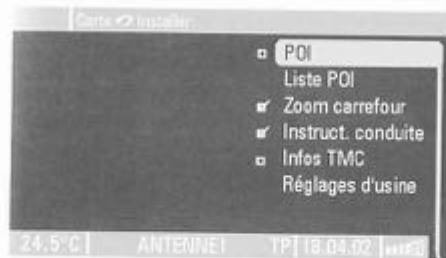 Carte Installer
POI
Liste POI
Zoom carrefour
Instruct. conduite
Infos TMC
Réglages d'usine
24.5°C ANTENNE1 TP 18.04.02